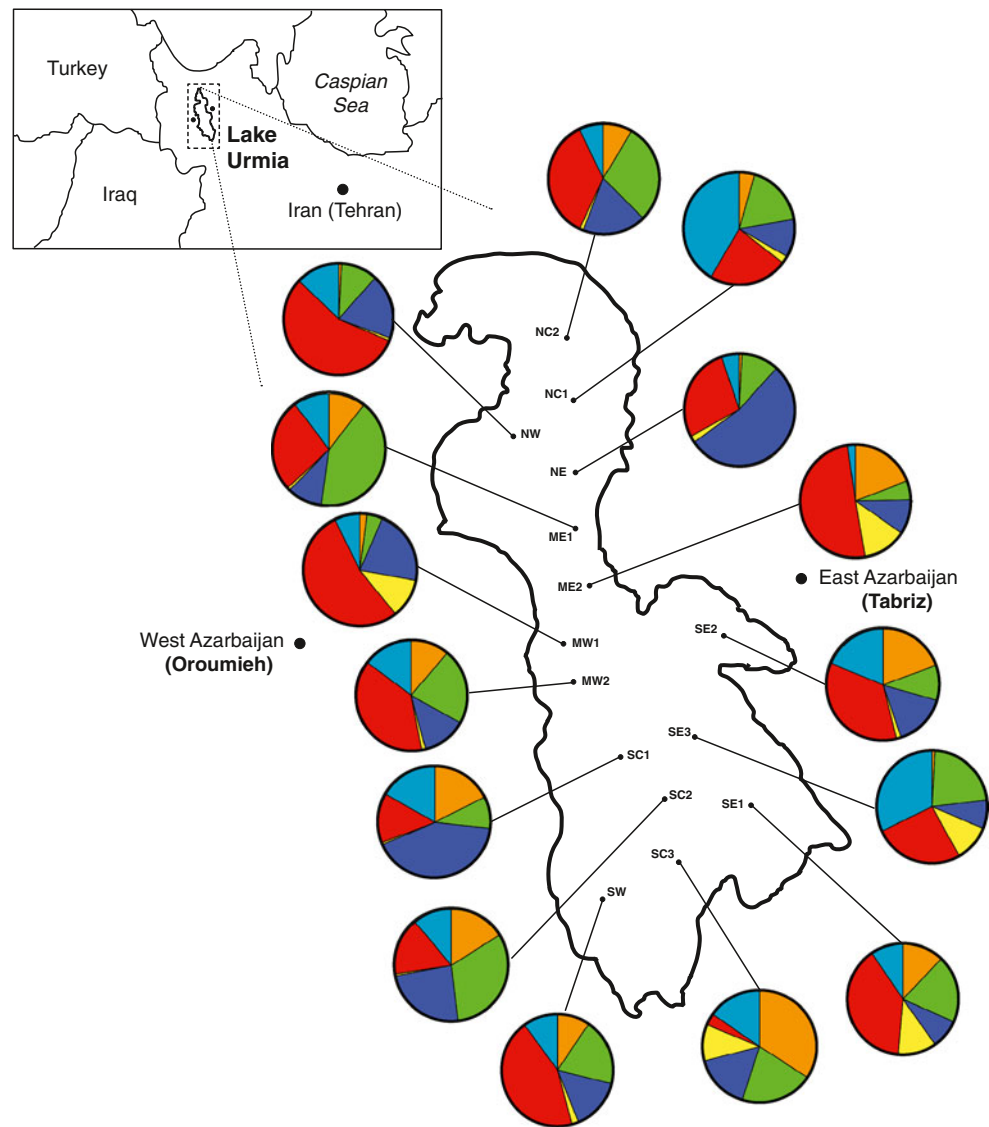 Turkey
Caspian
Sea
Lake
Urmia
Iraq
Iran (Tehran)
NC2
NC1
NW
NE
ME1
ME2
East Azarbaijan
(Tabriz)
West Azarbaijan
(Oroumieh)
MW1
SE2
MW2
SE3
SC1
SC2
SE1
SC3
SW